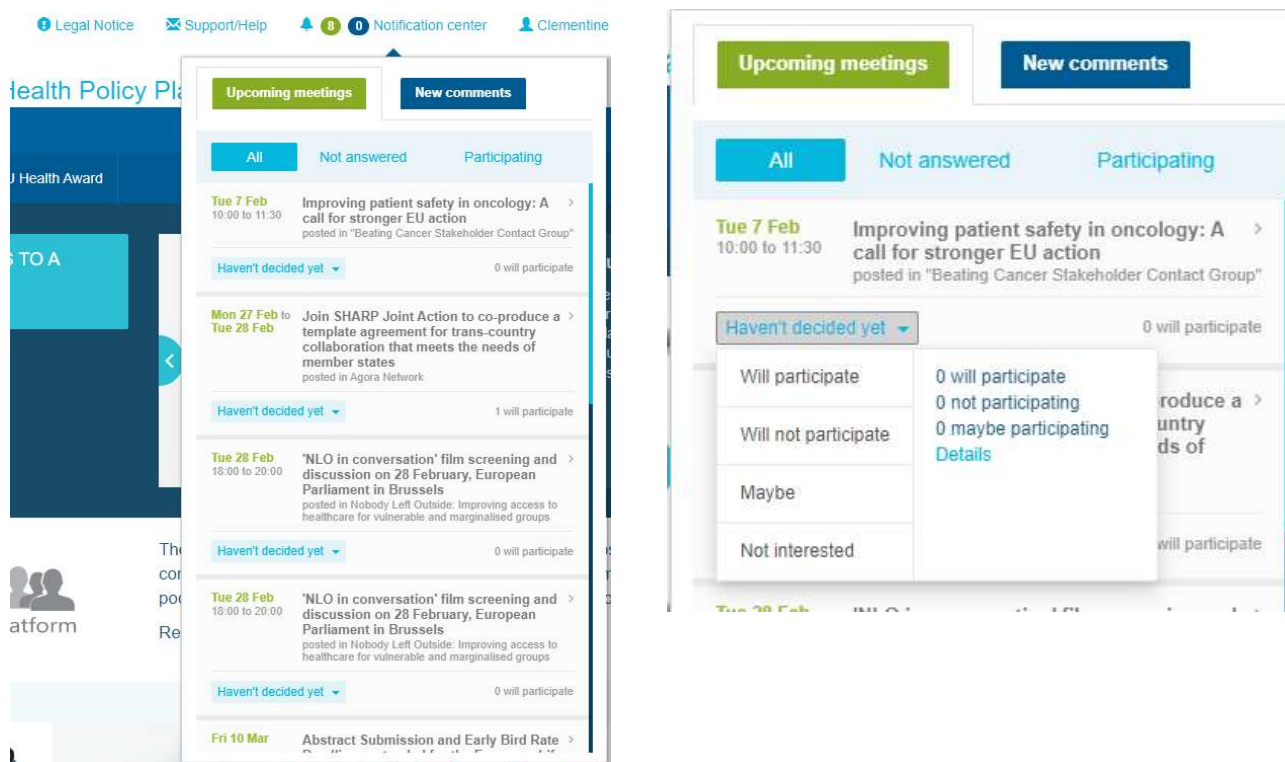 Legal Notice
Support/Help
8 0 Notification center
Clementine
Health Policy Pla
Upcoming meetings
New comments
All
Not answered
Participating
J Health Award
Tue 7 Feb
10:00 to 11:30
Improving patient safety in oncology: A
call for stronger EU action
posted in "Beating Cancer Stakeholder Contact Group"
S TO A
Haven't decided yet
0 will participate
Mon 27 Feb to
Tue 28 Feb
Join SHARP Joint Action to co-produce a
template agreement for trans-country
collaboration that meets the needs of
member states
posted in Agora Network
Haven't decided yet
1 will participate
Tue 28 Feb
18:00 to 20:00
'NLO in conversation' film screening and
discussion on 28 February, European
Parliament in Brussels
posted in Nobody Left Outside: Improving access to
healthcare for vulnerable and marginalised groups
Haven't decided yet
0 will participate
The
cor
poc
Re
atform
Tue 28 Feb
18:00 to 20:00
'NLO in conversation' film screening and
discussion on 28 February, European
Parliament in Brussels
posted in Nobody Left Outside: Improving access to
healthcare for vulnerable and marginalised groups
Haven't decided yet
0 will participate
Fri 10 Mar
Abstract Submission and Early Bird Rate
Upcoming meetings
New comments
All
Not answered
Participating
Tue 7 Feb
10:00 to 11:30
Improving patient safety in oncology: A
call for stronger EU action
posted in "Beating Cancer Stakeholder Contact Group"
Haven't decided yet
0 will participate
Will participate
Will not participate
Maybe
Not interested
0 will participate
0 not participating
0 maybe participating
Details
roduce a
untry
ds of
will participate
Tue 28 Feb